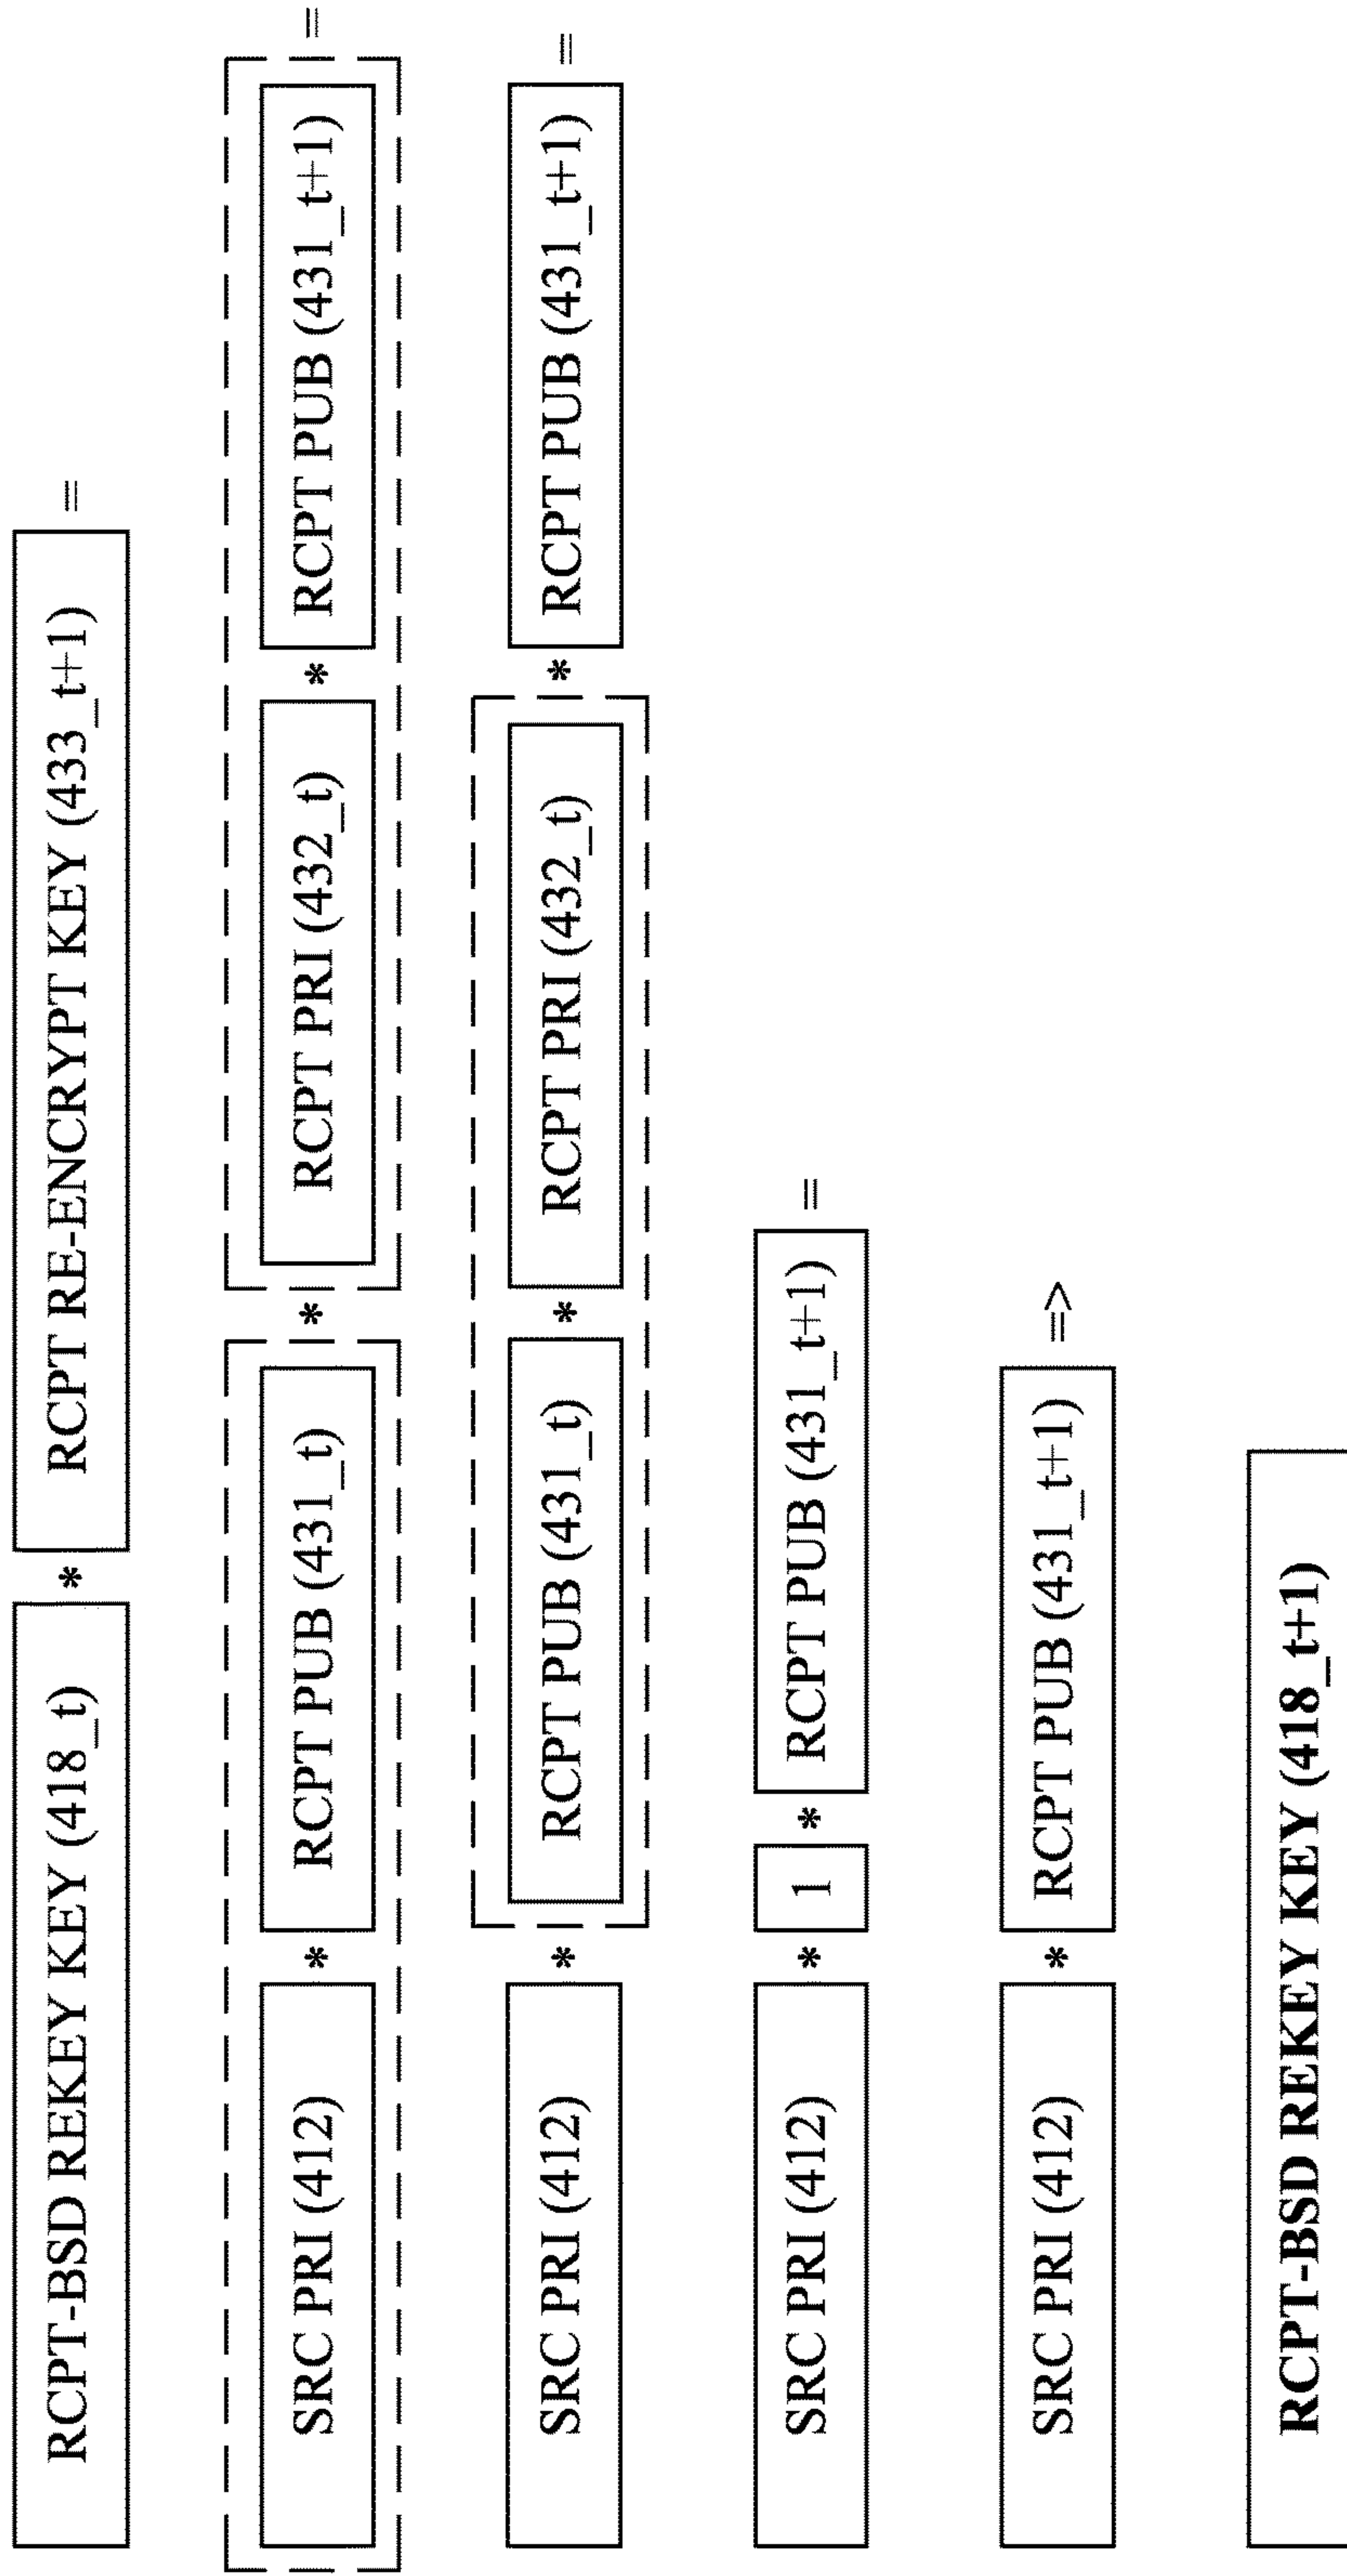 RCPT-BSD REKEY KEY (418_t) * RCPT RE-ENCRYPT KEY (433_t+1) =
SRC PRI (412) * RCPT PUB (431_t) * RCPT PRI (432_t) * RCPT PUB (431_t+1) =
SRC PRI (412) * RCPT PUB (431_t) * RCPT PRI (432_t) * RCPT PUB (431_t+1) =
SRC PRI (412) * 1 * RCPT PUB (431_t+1) =
SRC PRI (412) * RCPT PUB (431_t+1) =>
RCPT-BSD REKEY KEY (418_t+1)